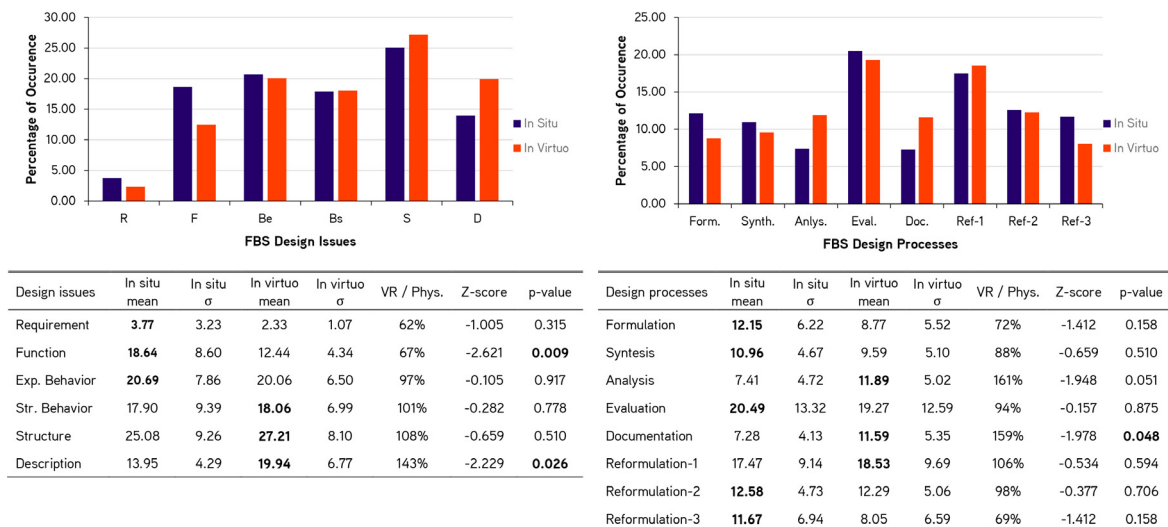 30.00
25.00
20.00
15.00
10.00
5.00
0.00
Percentage of Occurence
R F Be Bs S D
FBS Design Issues
In Situ
In Virtuo
25.00
20.00
15.00
10.00
5.00
0.00
Percentage of Occurence
Form. Synth. Anlys. Eval. Doc. Ref-1 Ref-2 Ref-3
FBS Design Processes
In Situ
In Virtuo
Design issues In situ mean In situ σ In virtuo mean In virtuo σ VR / Phys. Z-score p-value
Requirement 3.77 3.23 2.33 1.07 62% -1.005 0.315
Function 18.64 8.60 12.44 4.34 67% -2.621 0.009
Exp. Behavior 20.69 7.86 20.06 6.50 97% -0.105 0.917
Str. Behavior 17.90 9.39 18.06 6.99 101% -0.282 0.778
Structure 25.08 9.26 27.21 8.10 108% -0.659 0.510
Description 13.95 4.29 19.94 6.77 143% -2.229 0.026
Design processes In situ mean In situ σ In virtuo mean In virtuo σ VR / Phys. Z-score p-value
Formulation 12.15 6.22 8.77 5.52 72% -1.412 0.158
Syntesis 10.96 4.67 9.59 5.10 88% -0.659 0.510
Analysis 7.41 4.72 11.89 5.02 161% -1.948 0.051
Evaluation 20.49 13.32 19.27 12.59 94% -0.157 0.875
Documentation 7.28 4.13 11.59 5.35 159% -1.978 0.048
Reformulation-1 17.47 9.14 18.53 9.69 106% -0.534 0.594
Reformulation-2 12.58 4.73 12.29 5.06 98% -0.377 0.706
Reformulation-3 11.67 6.94 8.05 6.59 69% -1.412 0.158